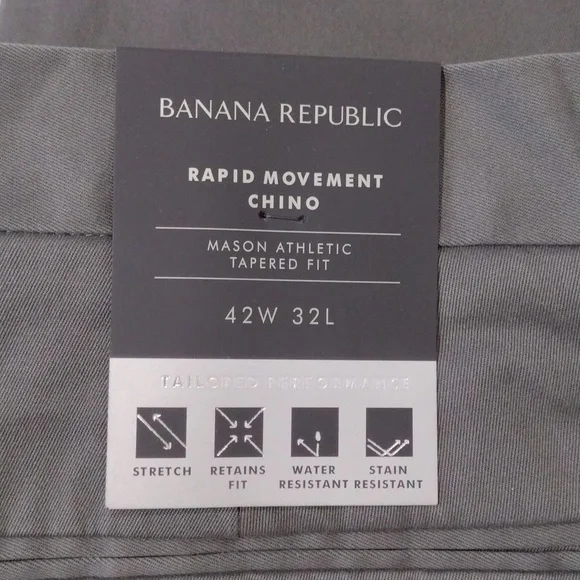 BANANA REPUBLIC
RAPID MOVEMENT
CHINO
MASON ATHLETIC
TAPERED FIT
42W 32L
TAILORED PERFORMANCE
STRETCH
RETAINS
FIT
WATER
RESISTANT
STAIN
RESISTANT